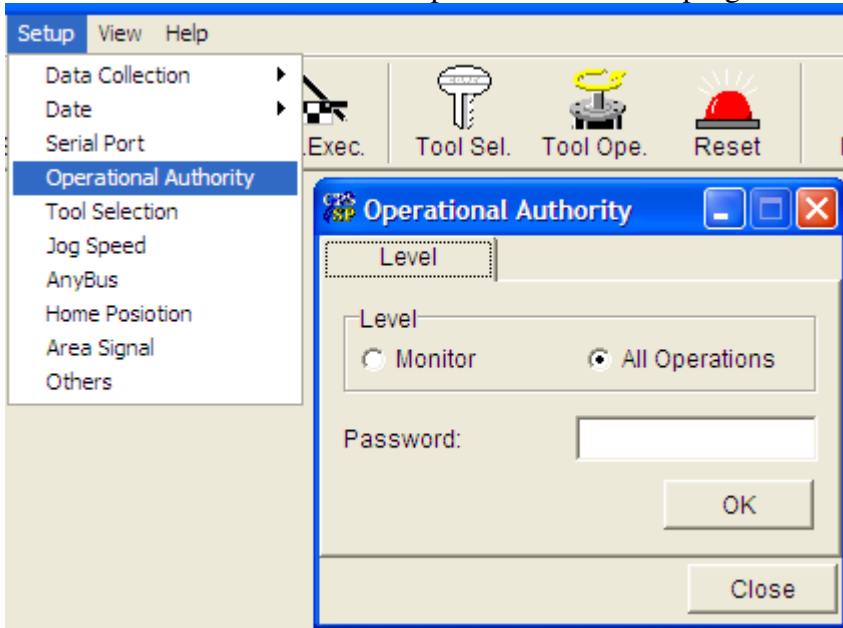 Setup View Help
Data Collection
Date
Serial Port
Operational Authority
Tool Selection
Jog Speed
AnyBus
Home Posiotion
Area Signal
Others
.Exec. Tool Sel. Tool Ope. Reset
Operational Authority
Level
Level
Monitor All Operations
Password:
OK
Close